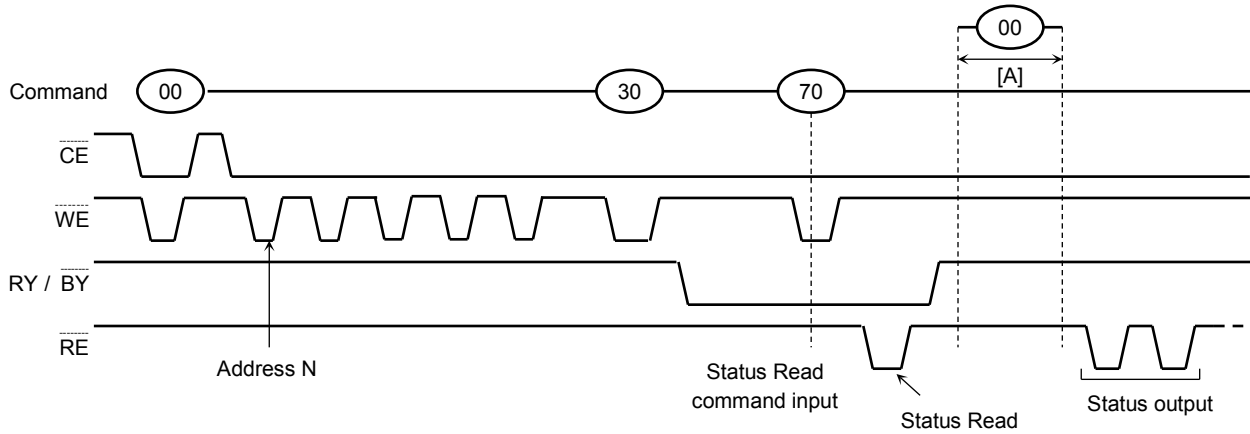 00
[A]
Command 00 30 70
CE
WE
RY / BY
RE
Address N
Status Read
command input
Status Read
Status output